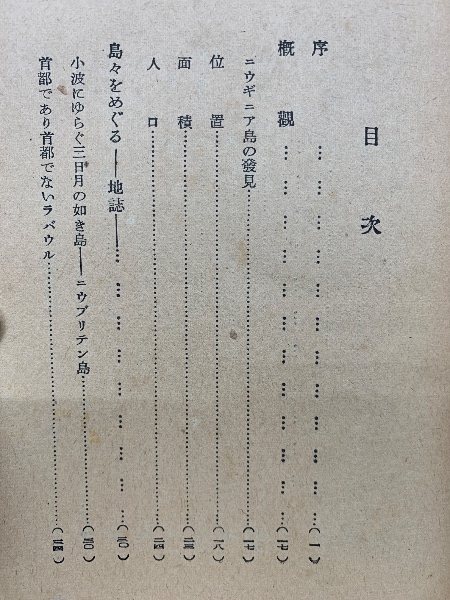 目次
序……………………………(一)
概觀……………………………(一七)
ニウギニア島の發見……………………………(一七)
位置……………………………(一八)
面積……………………………(二三)
人口……………………………(二四)
島々をめぐる――地誌――……………………………(三〇)
小波にゆらぐ三日月の如き島――ニウブリテン島……………………………(三〇)
首都であり首都でないラバウル……………………………(三四)